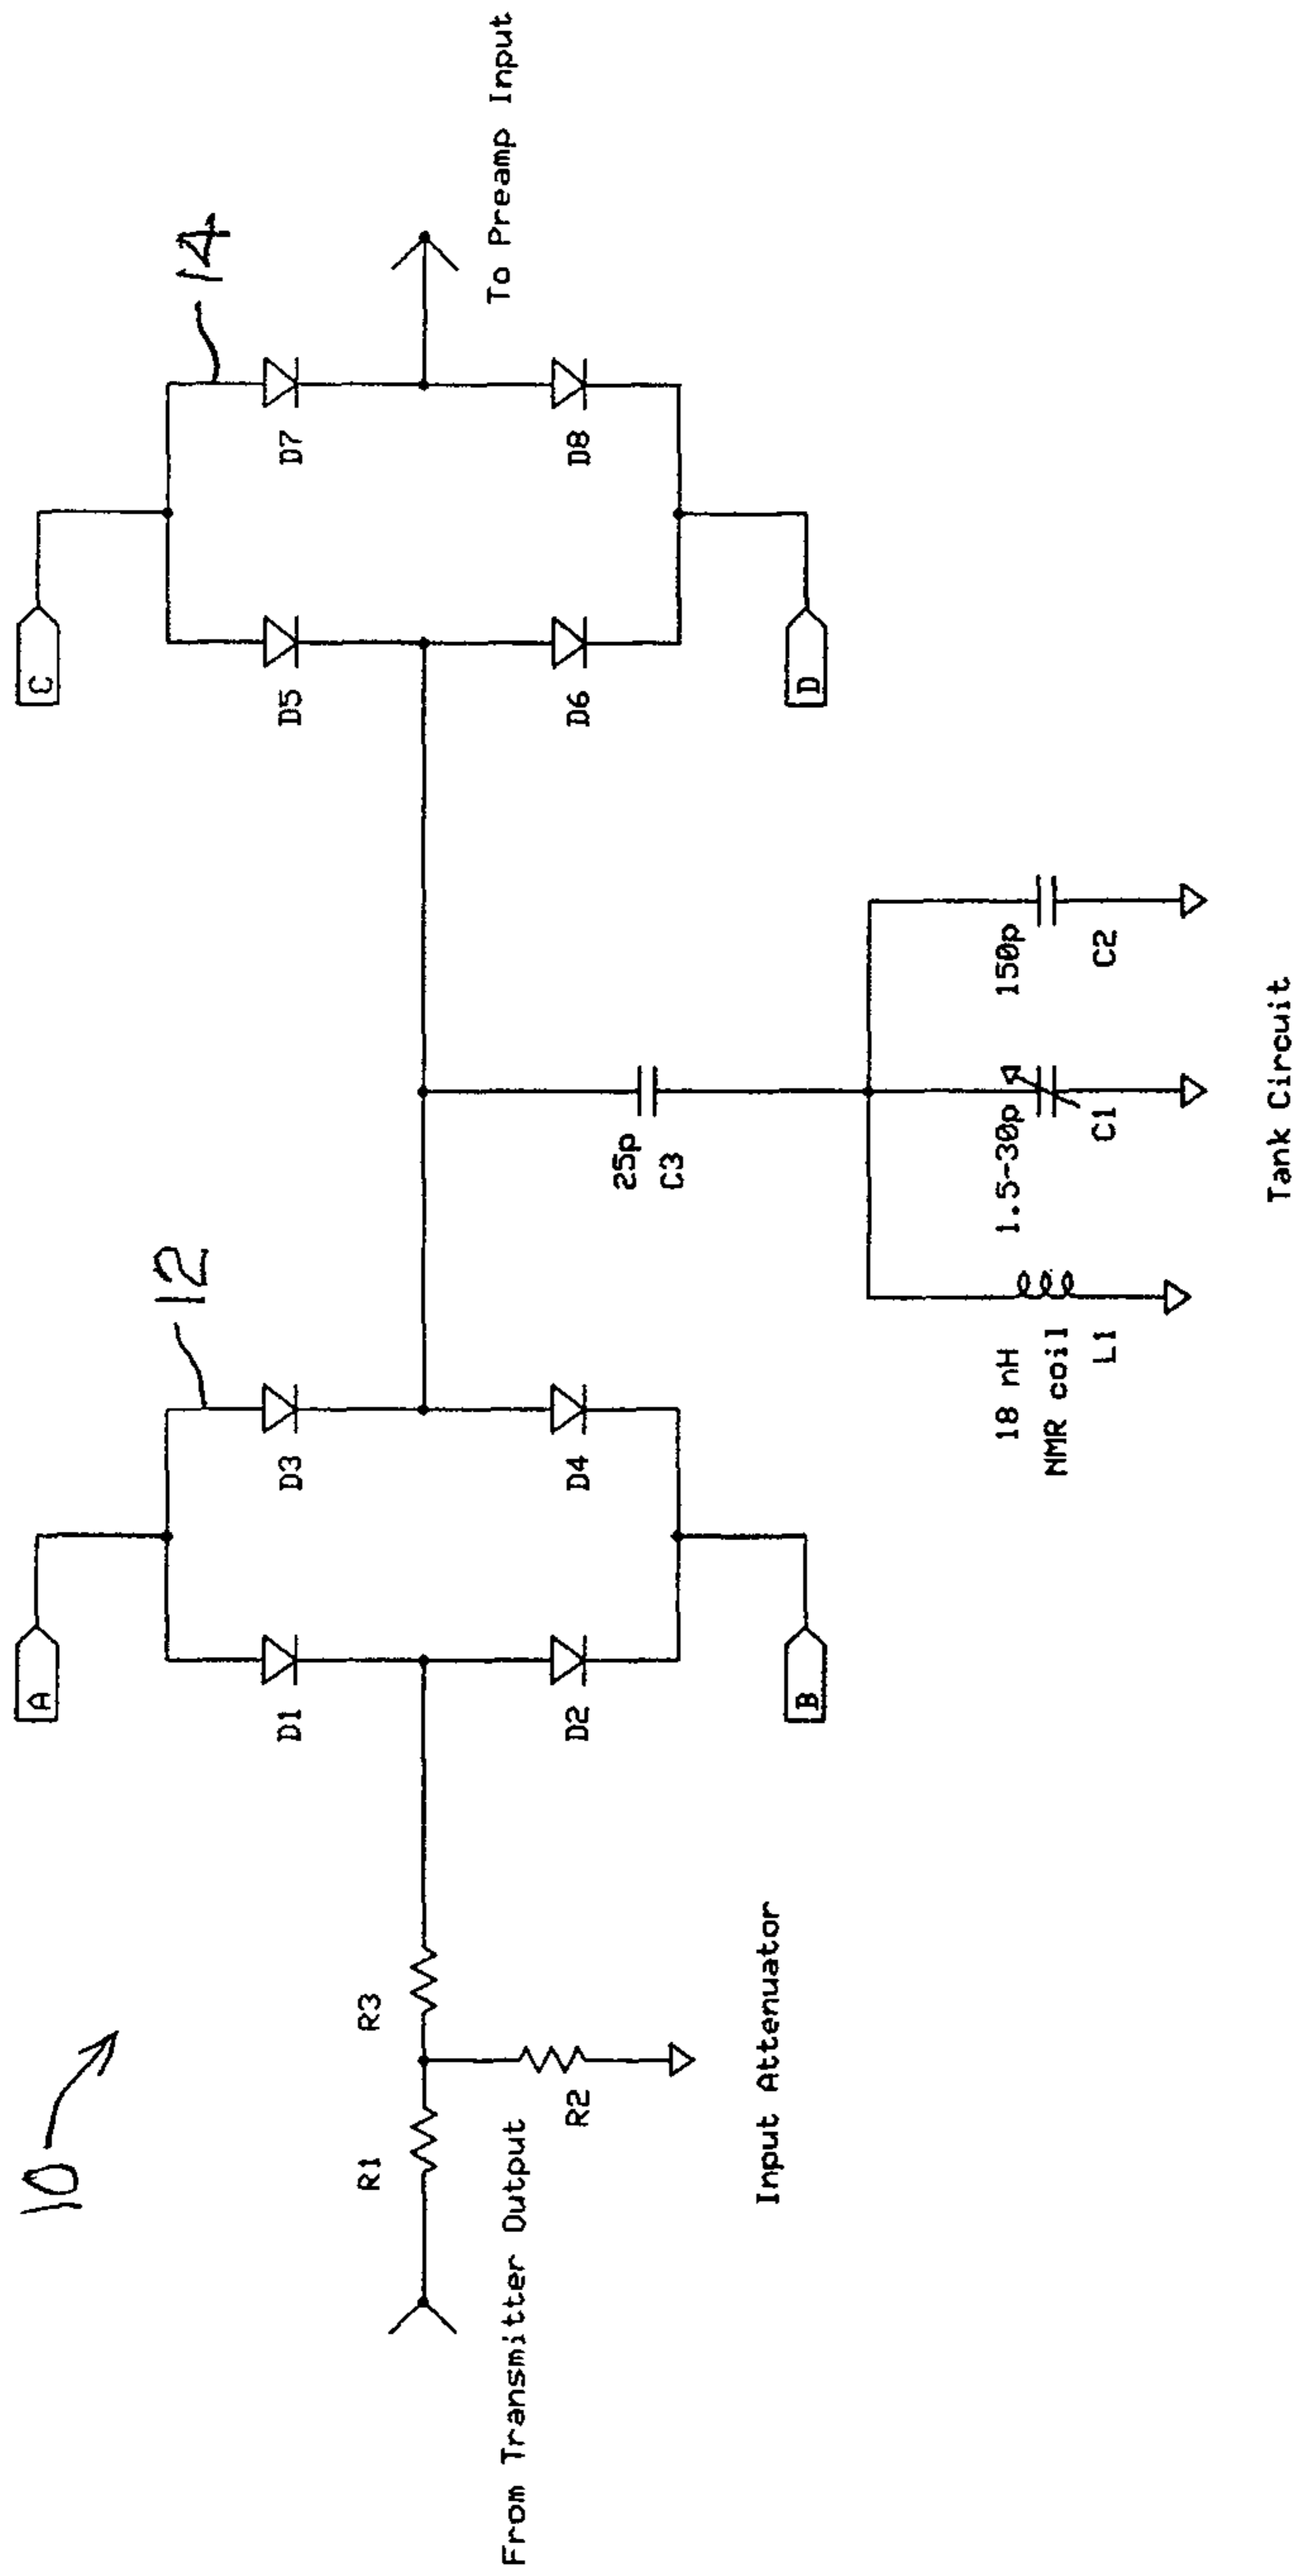 10
A
12
C
14
D1
D3
D5
D7
R1
R3
From Transmitter Output
To Preamp Input
R2
D2
D4
D6
D8
25p
C3
Input Attenuator
B
D
18 nH
NMR coil
L1
1.5-30p
C1
150p
C2
Tank Circuit